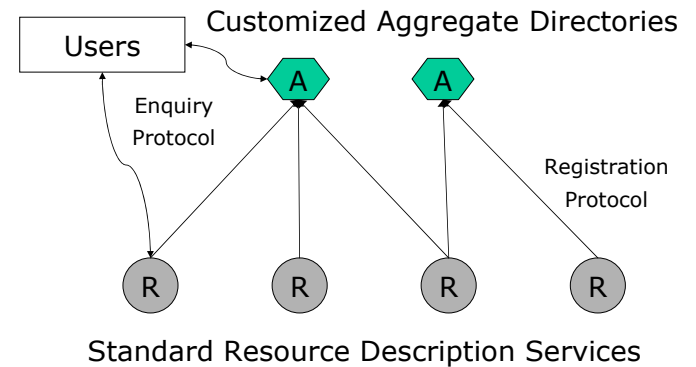 Customized Aggregate Directories
Users
A
A
Enquiry
Protocol
Registration
Protocol
R
R
R
R
Standard Resource Description Services